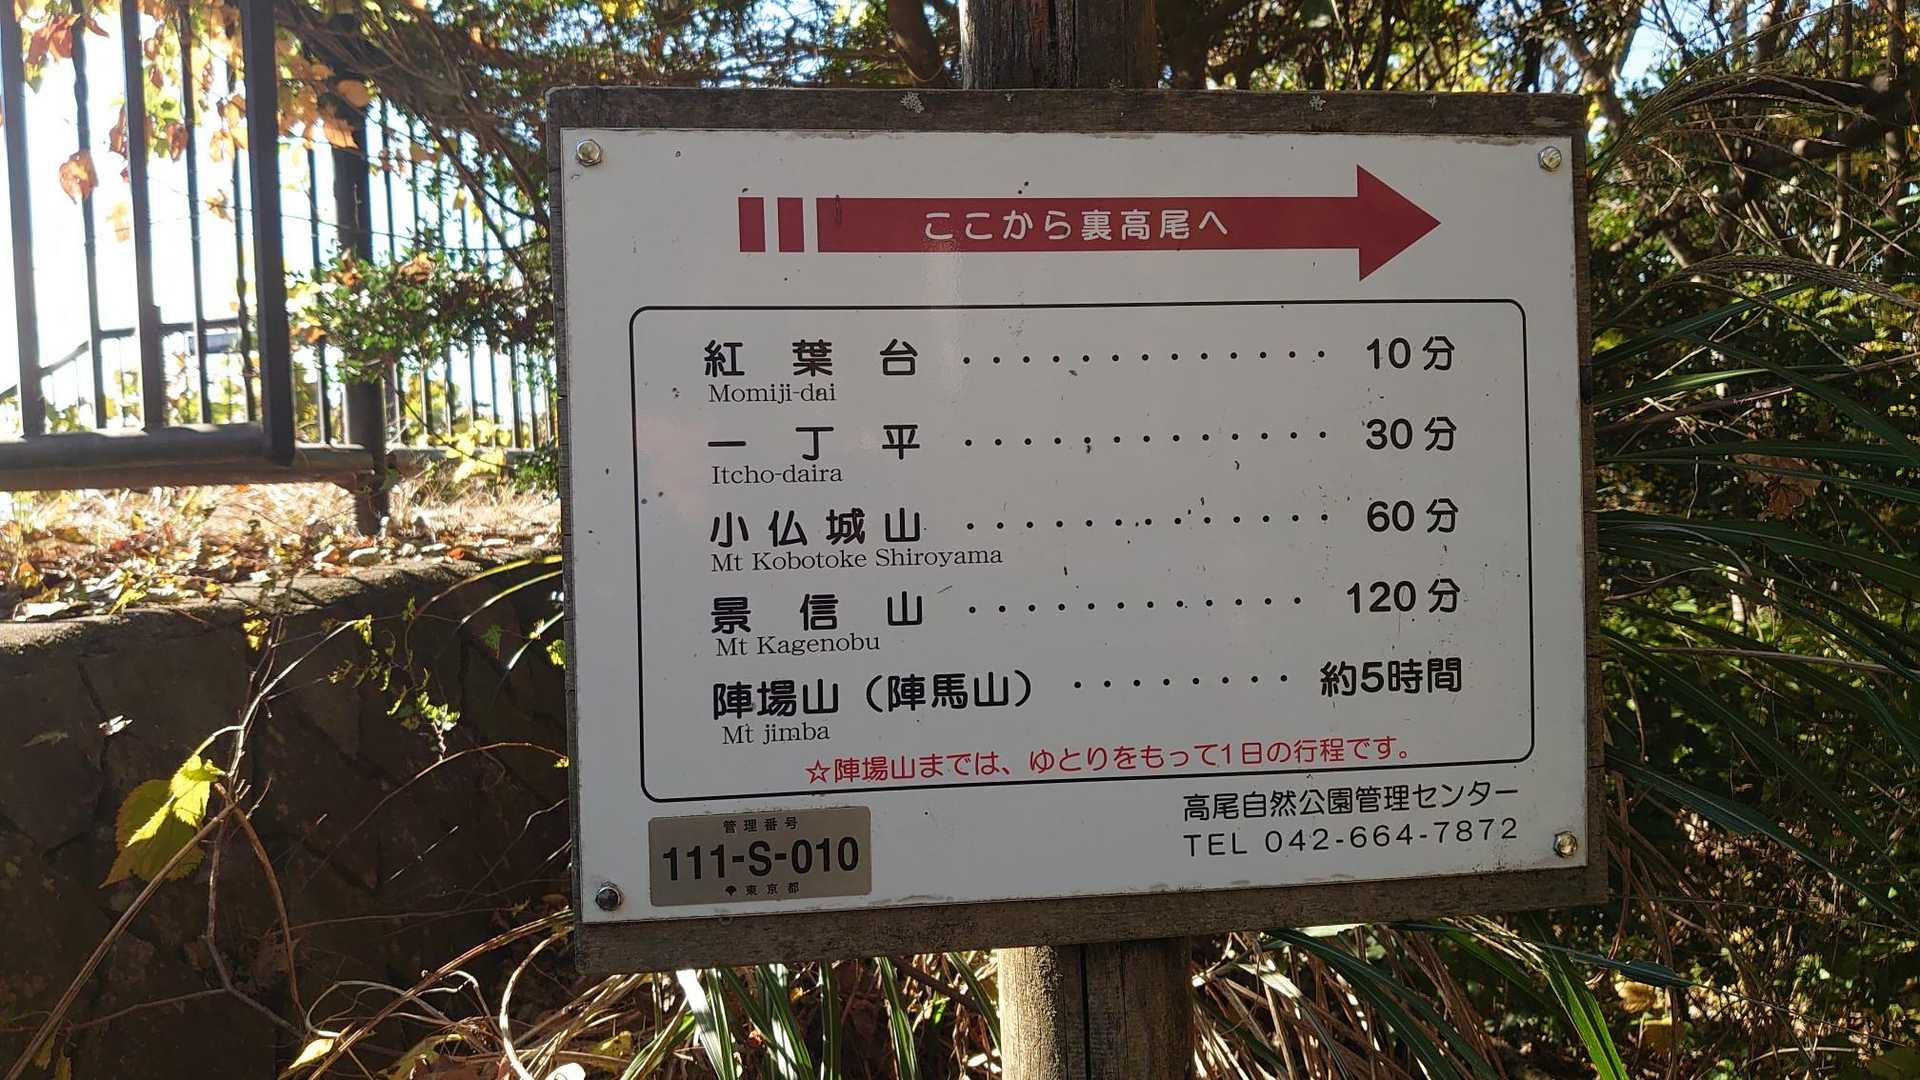 ここから裏高尾へ
紅葉台 ・・・・・・・・・・・・・ 10分
Momiji-dai
一丁平 ・・・・・・・・・・・・・ 30分
Itcho-daira
小仏城山 ・・・・・・・・・・・・・ 60分
Mt Kobotoke Shiroyama
景信山 ・・・・・・・・・・・・ 120分
Mt Kagenobu
陣場山（陣馬山） ・・・・・・・・ 約5時間
Mt jimba
☆陣場山までは、ゆとりをもって1日の行程です。
高尾自然公園管理センター
TEL 042-664-7872
管理番号
111-S-010
東京都